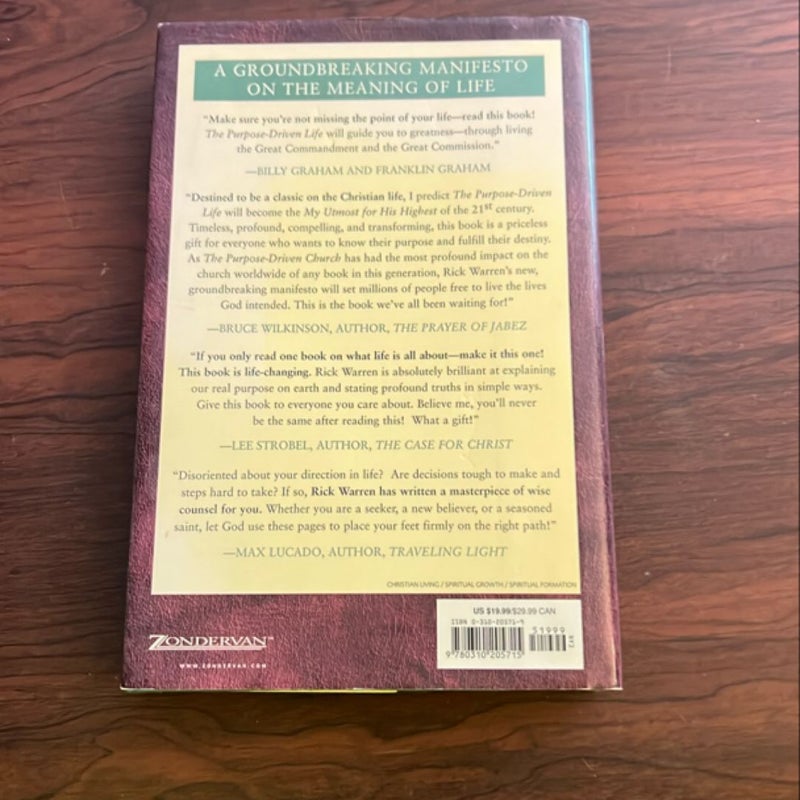 A GROUNDBREAKING MANIFESTO
ON THE MEANING OF LIFE
“Make sure you're not missing the point of your life—read this book!
The Purpose-Driven Life will guide you to greatness—through living
the Great Commandment and the Great Commission.”
—BILLY GRAHAM AND FRANKLIN GRAHAM
“Destined to be a classic on the Christian life, I predict The Purpose-Driven
Life will become the My Utmost for His Highest of the 21st century.
Timeless, profound, compelling, and transforming, this book is a priceless
gift for everyone who wants to know their purpose and fulfill their destiny.
As The Purpose-Driven Church has had the most profound impact on the
church worldwide of any book in this generation, Rick Warren's new,
groundbreaking manifesto will set millions of people free to live the lives
God intended. This is the book we've all been waiting for!”
—BRUCE WILKINSON, AUTHOR, THE PRAYER OF JABEZ
“If you only read one book on what life is all about—make it this one!
This book is life-changing. Rick Warren is absolutely brilliant at explaining
our real purpose on earth and stating profound truths in simple ways.
Give this book to everyone you care about. Believe me, you'll never
be the same after reading this! What a gift!”
—LEE STROBEL, AUTHOR, THE CASE FOR CHRIST
“Disoriented about your direction in life? Are decisions tough to make and
steps hard to take? If so, Rick Warren has written a masterpiece of wise
counsel for you. Whether you are a seeker, a new believer, or a seasoned
saint, let God use these pages to place your feet firmly on the right path!”
—MAX LUCADO, AUTHOR, TRAVELING LIGHT
CHRISTIAN LIVING / SPIRITUAL GROWTH / SPIRITUAL FORMATION
US $19.99/$29.99 CAN
ISBN 0-310-20571-9
51999
9 780310 205715
ZONDERVAN™
WWW.ZONDERVAN.COM